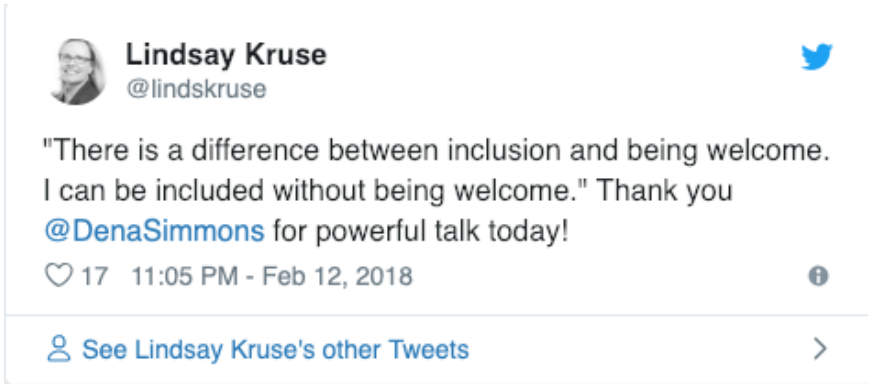 Lindsay Kruse
@lindskruse
"There is a difference between inclusion and being welcome.
I can be included without being welcome." Thank you
@DenaSimmons for powerful talk today!
17 11:05 PM - Feb 12, 2018
See Lindsay Kruse's other Tweets